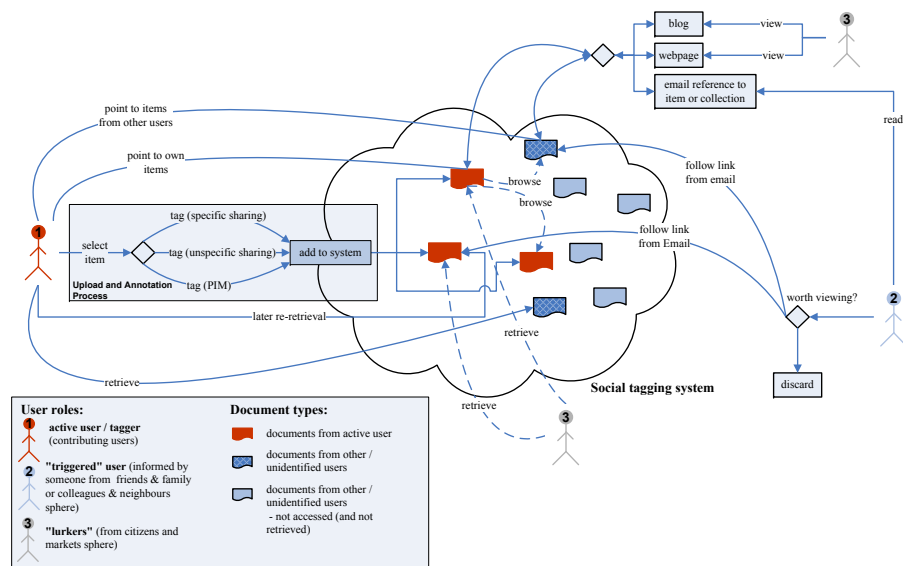 3
blog
view
webpage
view
email reference to
item or collection
read
point to items
from other users
point to own
items
follow link
from email
browse
browse
tag (specific sharing)
1
follow link
from Email
select
item
tag (unspecific sharing)
add to system
tag (PIM)
Upload and Annotation
Process
worth viewing?
2
later re-retrieval
retrieve
retrieve
discard
Social tagging system
retrieve
3
User roles:
1
active user / tagger
(contributing users)
2
"triggered" user (informed by
someone from friends & family
or colleagues & neighbours
sphere)
3
"lurkers" (from citizens and
markets sphere)
Document types:
documents from active user
documents from other /
unidentified users
documents from other /
unidentified users
- not accessed (and not
retrieved)